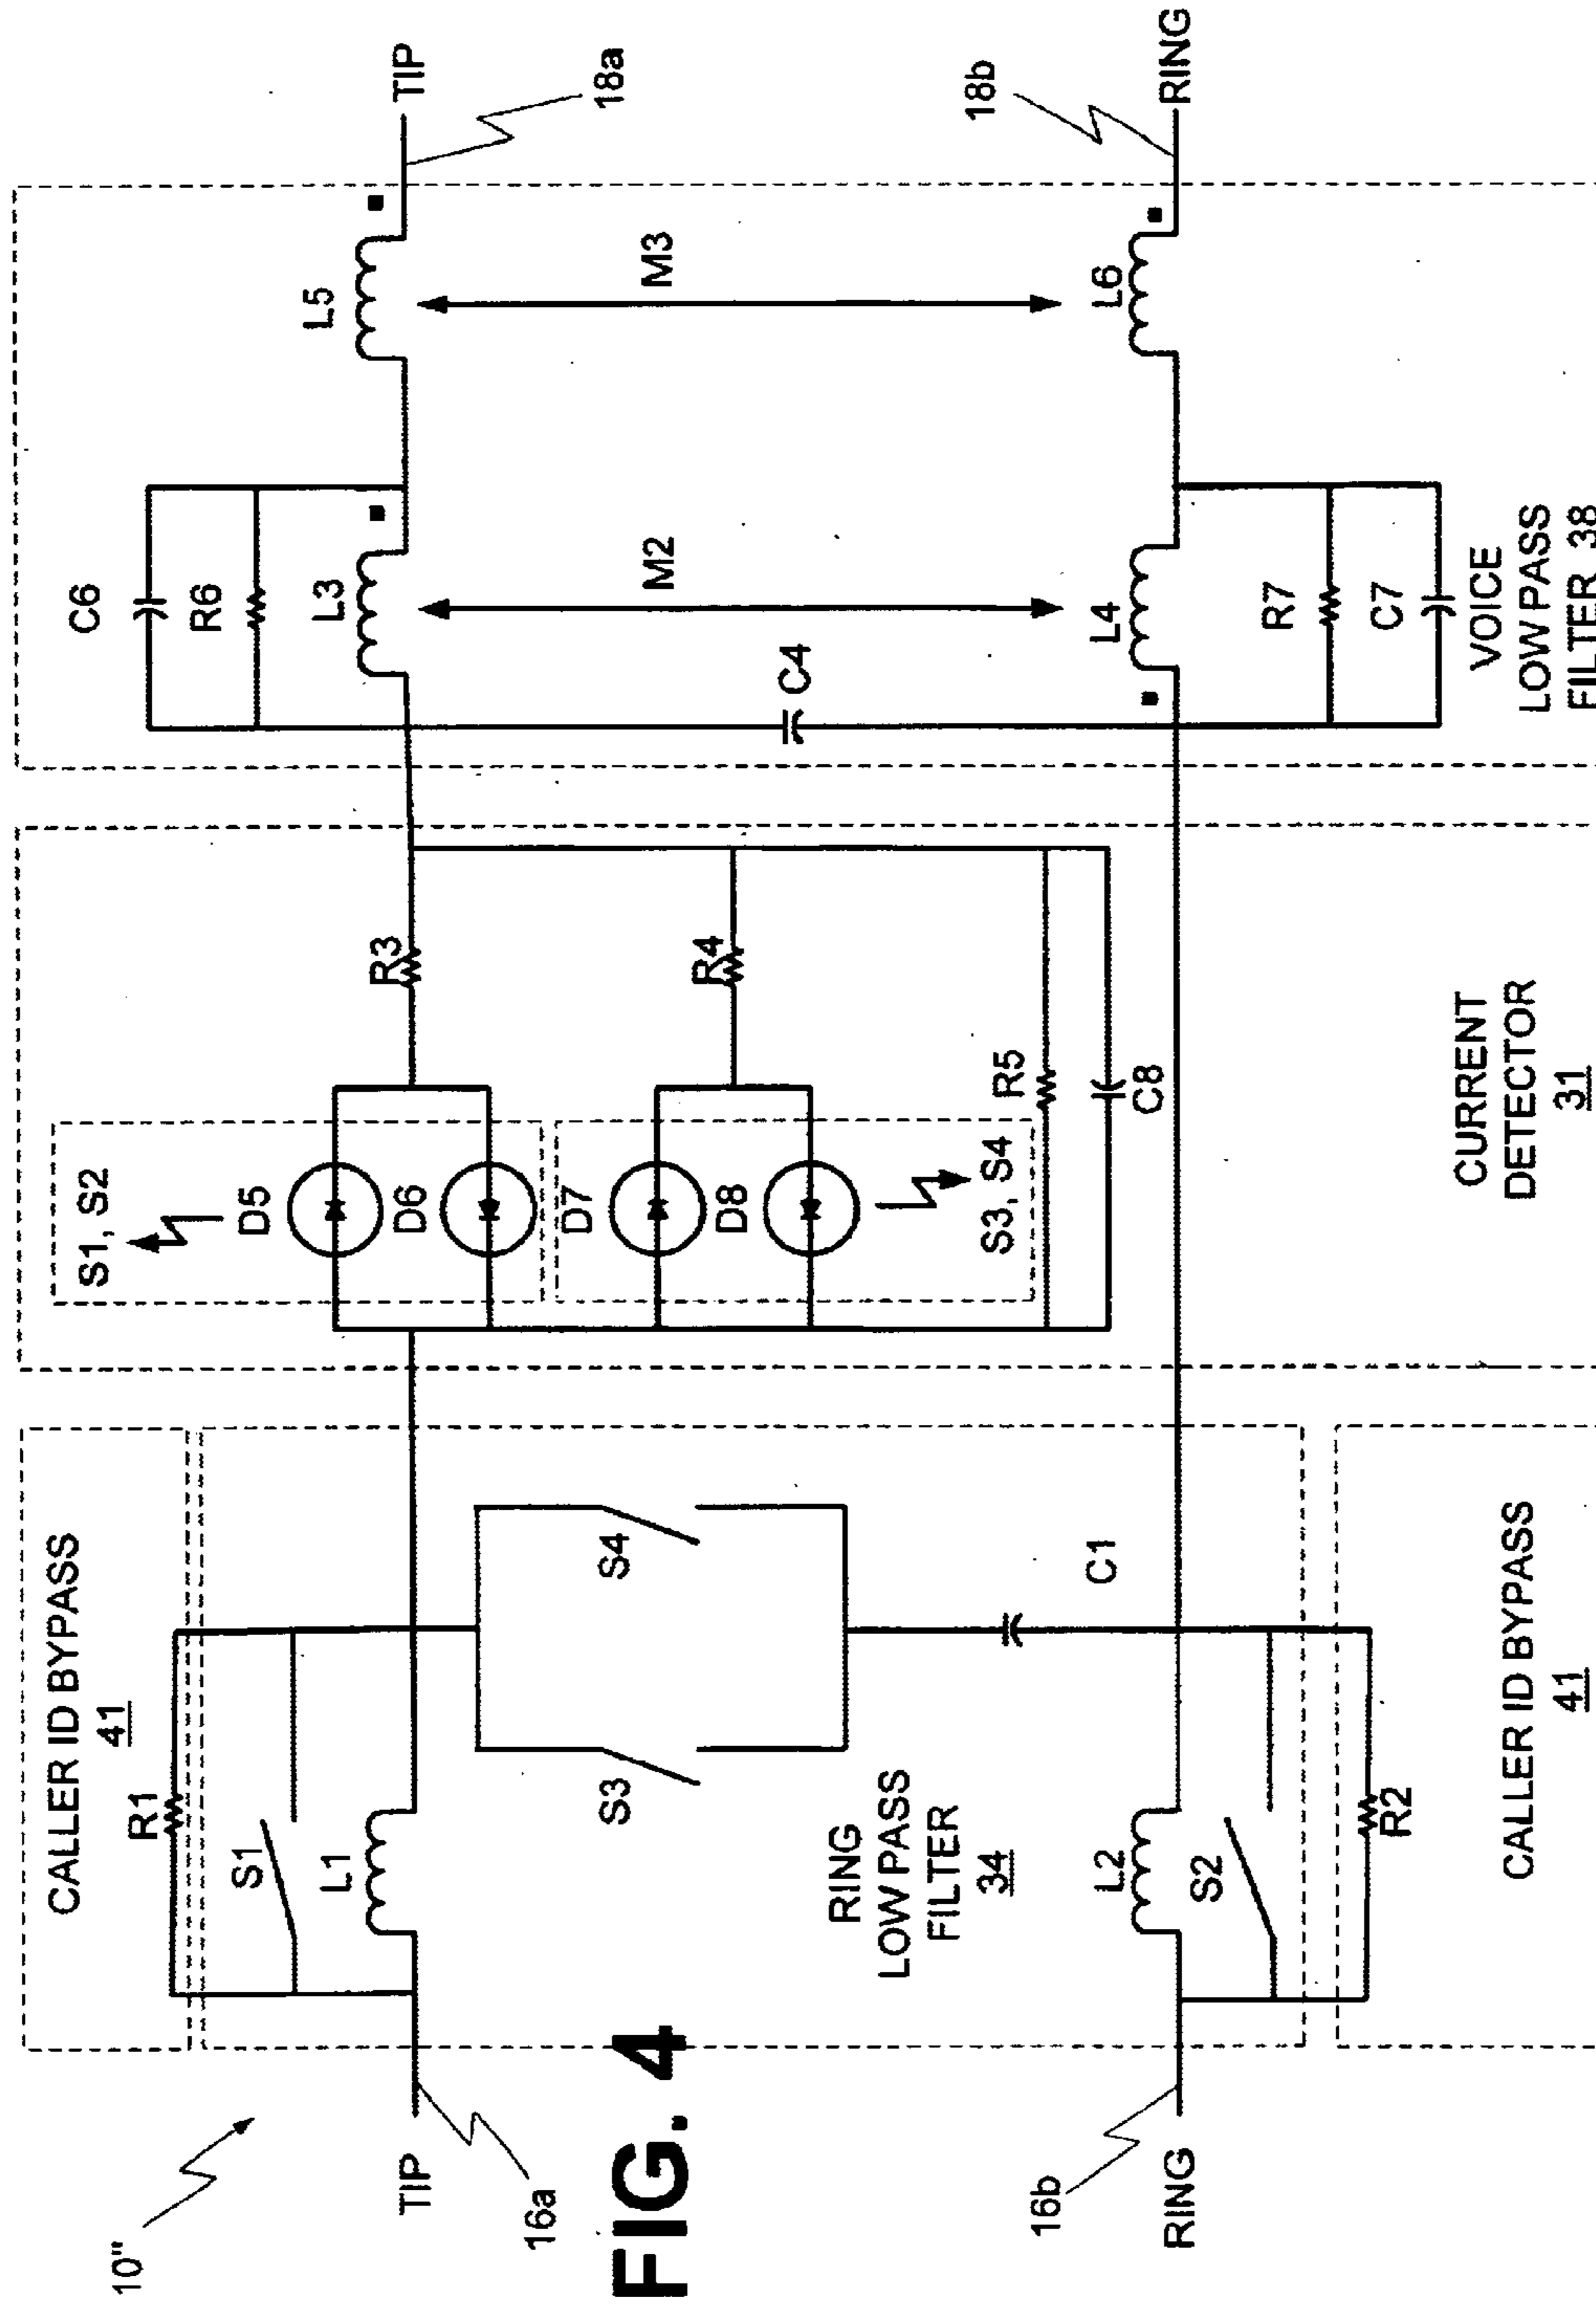 10"
TIP
16a
FIG. 4
16b
RING
CALLER ID BYPASS
41
R1
S1
L1
S3
S4
RING
LOW PASS
FILTER
34
C1
L2
S2
R2
CALLER ID BYPASS
41
S1, S2
D5
D6
D7
D8
S3, S4
R3
R4
R5
C8
CURRENT
DETECTOR
31
C6
R6
L3
L5
M2
M3
C4
L4
L6
R7
C7
VOICE
LOW PASS
FILTER 38
TIP
18a
18b
RING